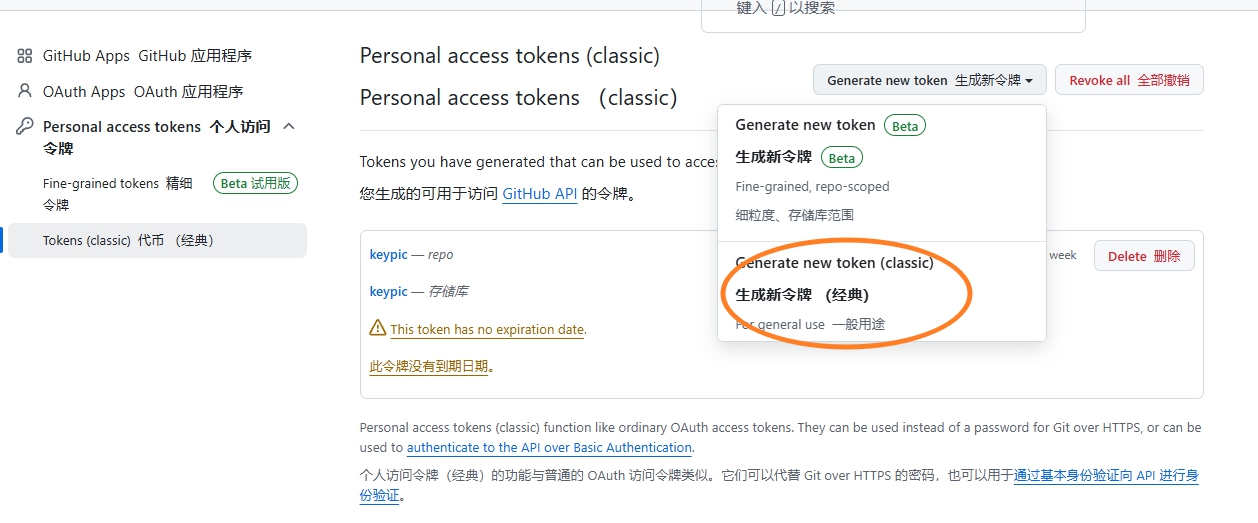 键入 / 以搜索
GitHub Apps GitHub 应用程序
OAuth Apps OAuth 应用程序
Personal access tokens 个人访问
令牌
Fine-grained tokens 精细
令牌
Beta 试用版
Tokens (classic) 代币 （经典）
Personal access tokens (classic)
Personal access tokens （classic）
Generate new token 生成新令牌
Revoke all 全部撤销
Generate new token Beta
生成新令牌 Beta
Fine-grained, repo-scoped
细粒度、存储库范围
Generate new token (classic)
生成新令牌 （经典）
For general use 一般用途
Tokens you have generated that can be used to
您生成的可用于访问 GitHub API 的令牌。
keypic — repo
week
Delete 删除
keypic — 存储库
This token has no expiration date.
此令牌没有到期日期。
Personal access tokens (classic) function like ordinary OAuth access tokens. They can be used instead of a password for Git over HTTPS, or can be
used to authenticate to the API over Basic Authentication.
个人访问令牌（经典）的功能与普通的 OAuth 访问令牌类似。它们可以代替 Git over HTTPS 的密码，也可以用于通过基本身份验证向 API 进行身
份验证。